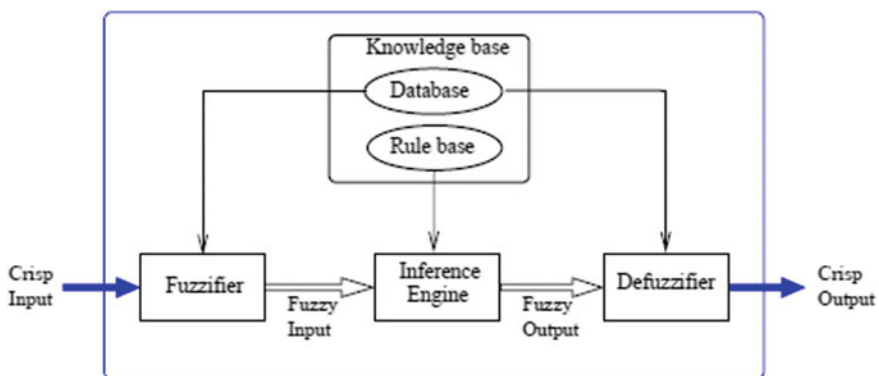 Knowledge base
Database
Rule base
Crisp
Input
Fuzzifier
Fuzzy
Input
Inference
Engine
Fuzzy
Output
Defuzzifier
Crisp
Output